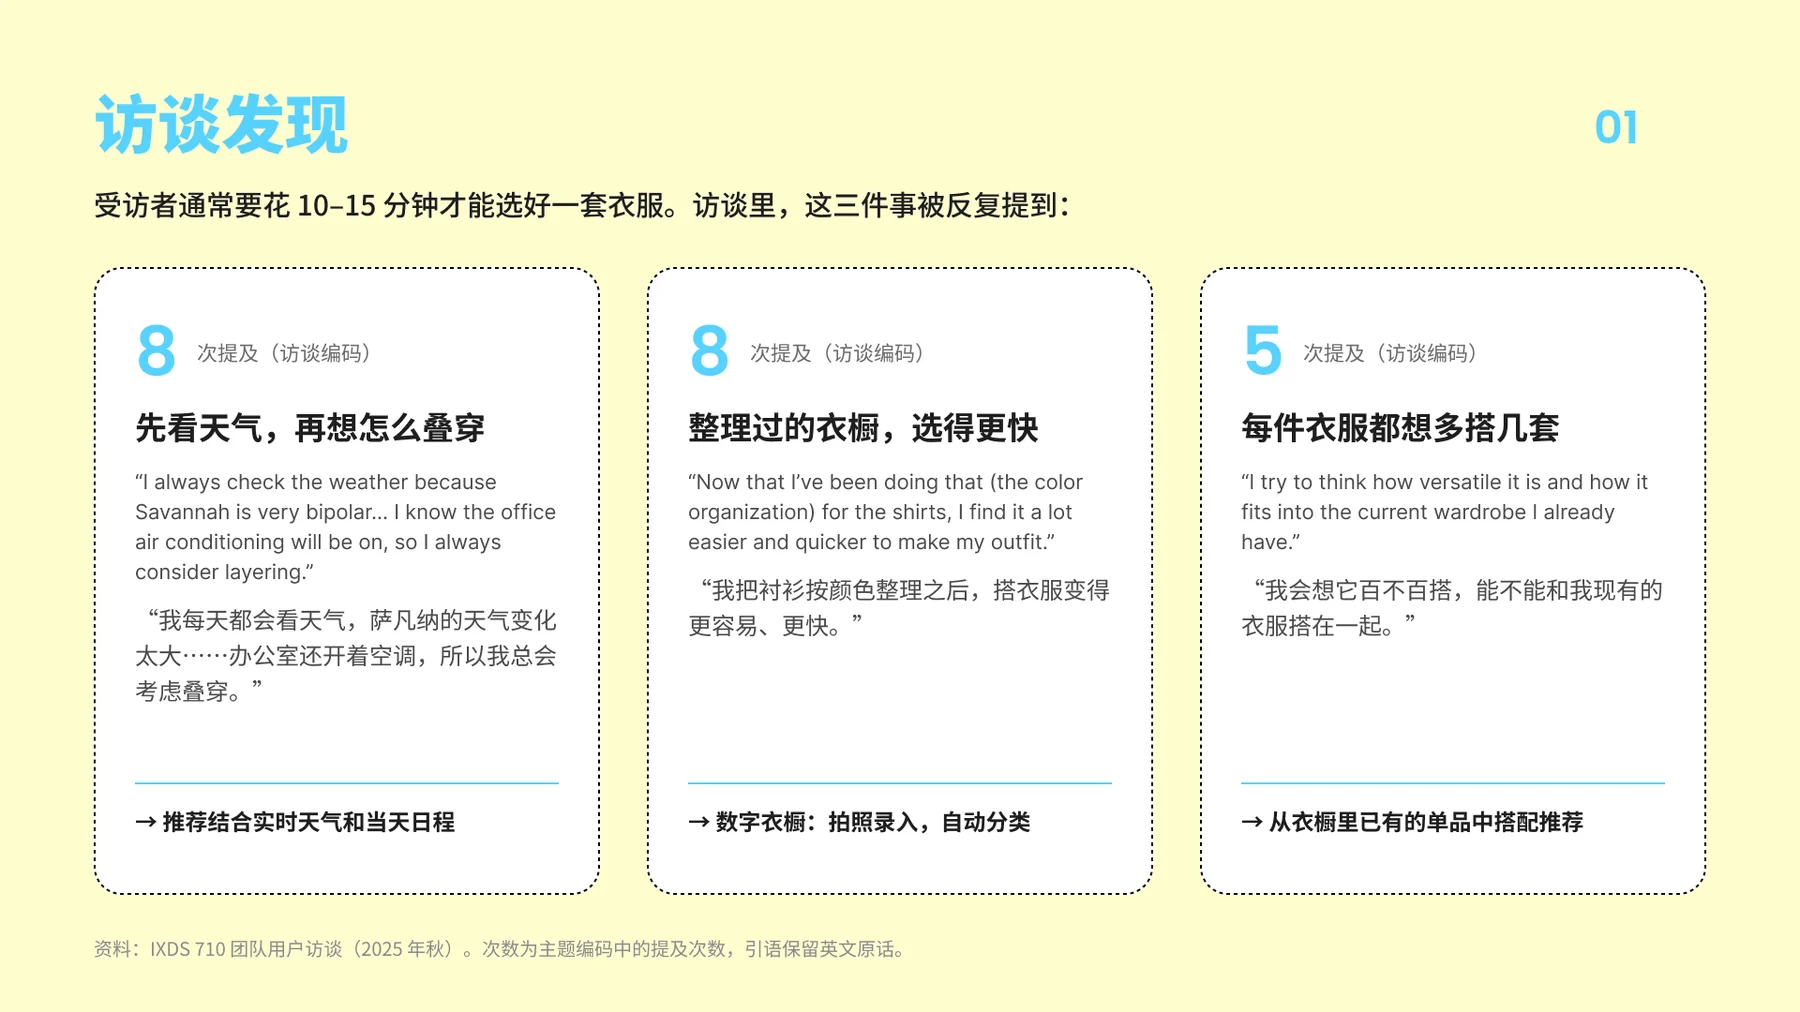 访谈发现
01
受访者通常要花 10–15 分钟才能选好一套衣服。访谈里，这三件事被反复提到：
8 次提及（访谈编码）
先看天气，再想怎么叠穿
“I always check the weather because
Savannah is very bipolar... I know the office
air conditioning will be on, so I always
consider layering.”
“我每天都会看天气，萨凡纳的天气变化
太大……办公室还开着空调，所以我总会
考虑叠穿。”
→ 推荐结合实时天气和当天日程
8 次提及（访谈编码）
整理过的衣橱，选得更快
“Now that I’ve been doing that (the color
organization) for the shirts, I find it a lot
easier and quicker to make my outfit.”
“我把衬衫按颜色整理之后，搭衣服变得
更容易、更快。”
→ 数字衣橱：拍照录入，自动分类
5 次提及（访谈编码）
每件衣服都想多搭几套
“I try to think how versatile it is and how it
fits into the current wardrobe I already
have.”
“我会想它百不百搭，能不能和我现有的
衣服搭在一起。”
→ 从衣橱里已有的单品中搭配推荐
资料：IXDS 710 团队用户访谈（2025 年秋）。次数为主题编码中的提及次数，引语保留英文原话。